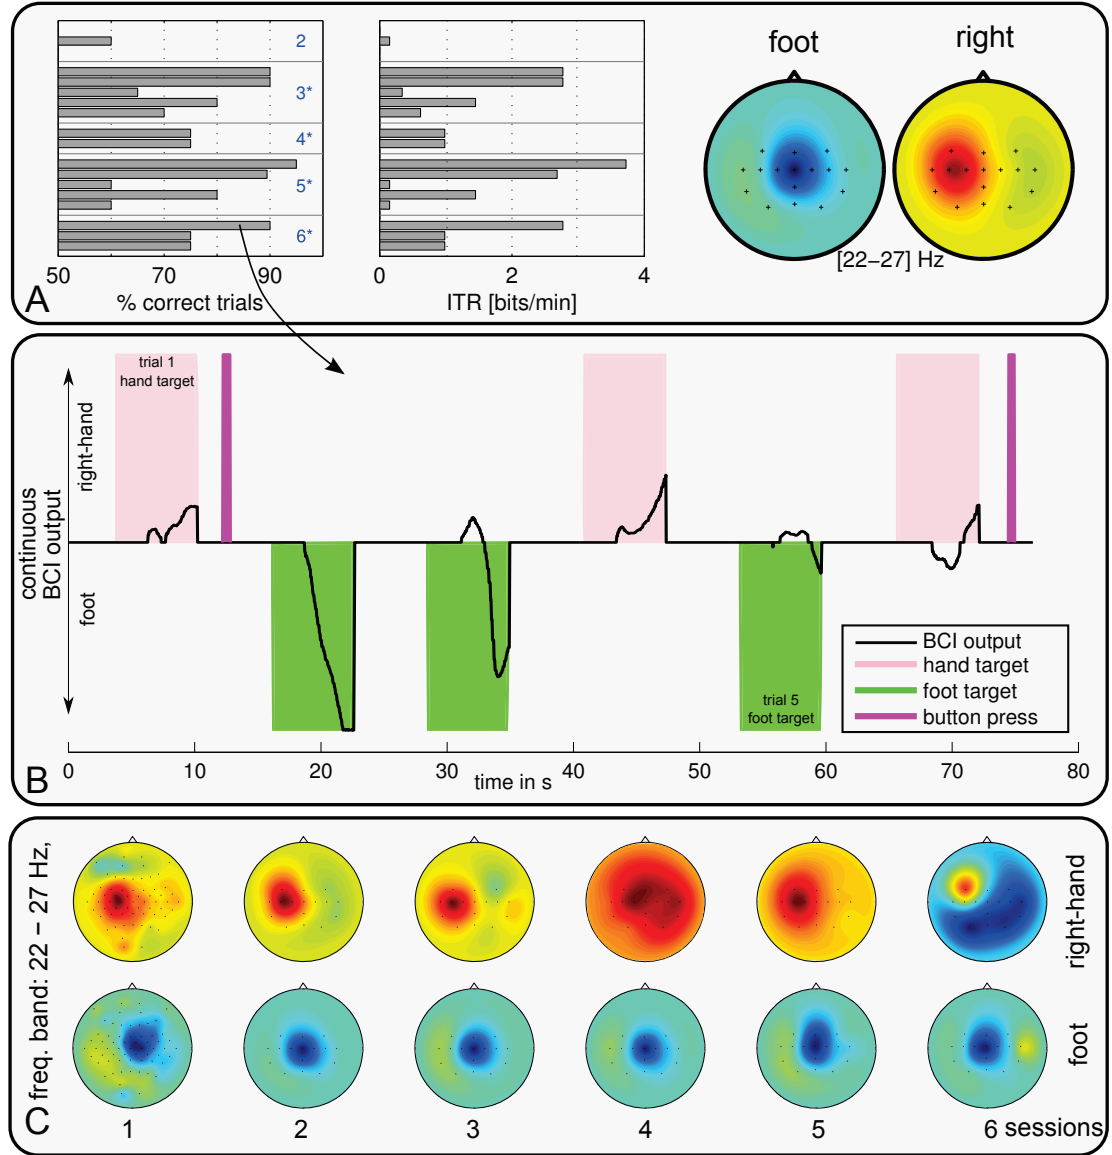 2
3*
4*
5*
6*
50 70 90
% correct trials
0 2 4
ITR [bits/min]
foot right
[22−27] Hz
A
trial 1
hand target
right-hand
continuous
BCI output
foot
trial 5
foot target
BCI output
hand target
foot target
button press
0 10 20 30 40 50 60 70 80
time in s
B
freq. band: 22 − 27 Hz,
right-hand
foot
C
1 2 3 4 5 6 sessions